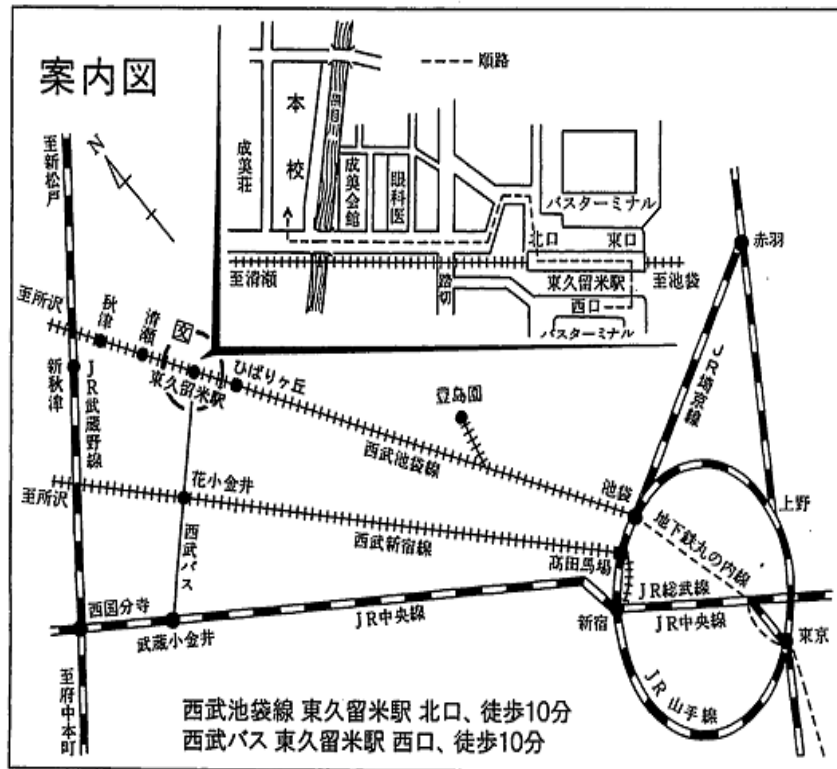 案内図
順路
本校
成美荘
黒目川
成美会館
眼科医
バスターミナル
北口
東口
至清瀬
踏切
東久留米駅
至池袋
西口
バスターミナル
N
至新松戸
至所沢
秋津
清瀬
図
東久留米駅
ひばりヶ丘
新秋津
JR武蔵野線
豊島園
西武池袋線
赤羽
JR埼京線
至所沢
花小金井
西武新宿線
西武バス
池袋
上野
高田馬場
地下鉄丸の内線
JR総武線
西国分寺
武蔵小金井
JR中央線
新宿
JR中央線
東京
JR山手線
至府中本町
西武池袋線 東久留米駅 北口、徒歩10分
西武バス 東久留米駅 西口、徒歩10分